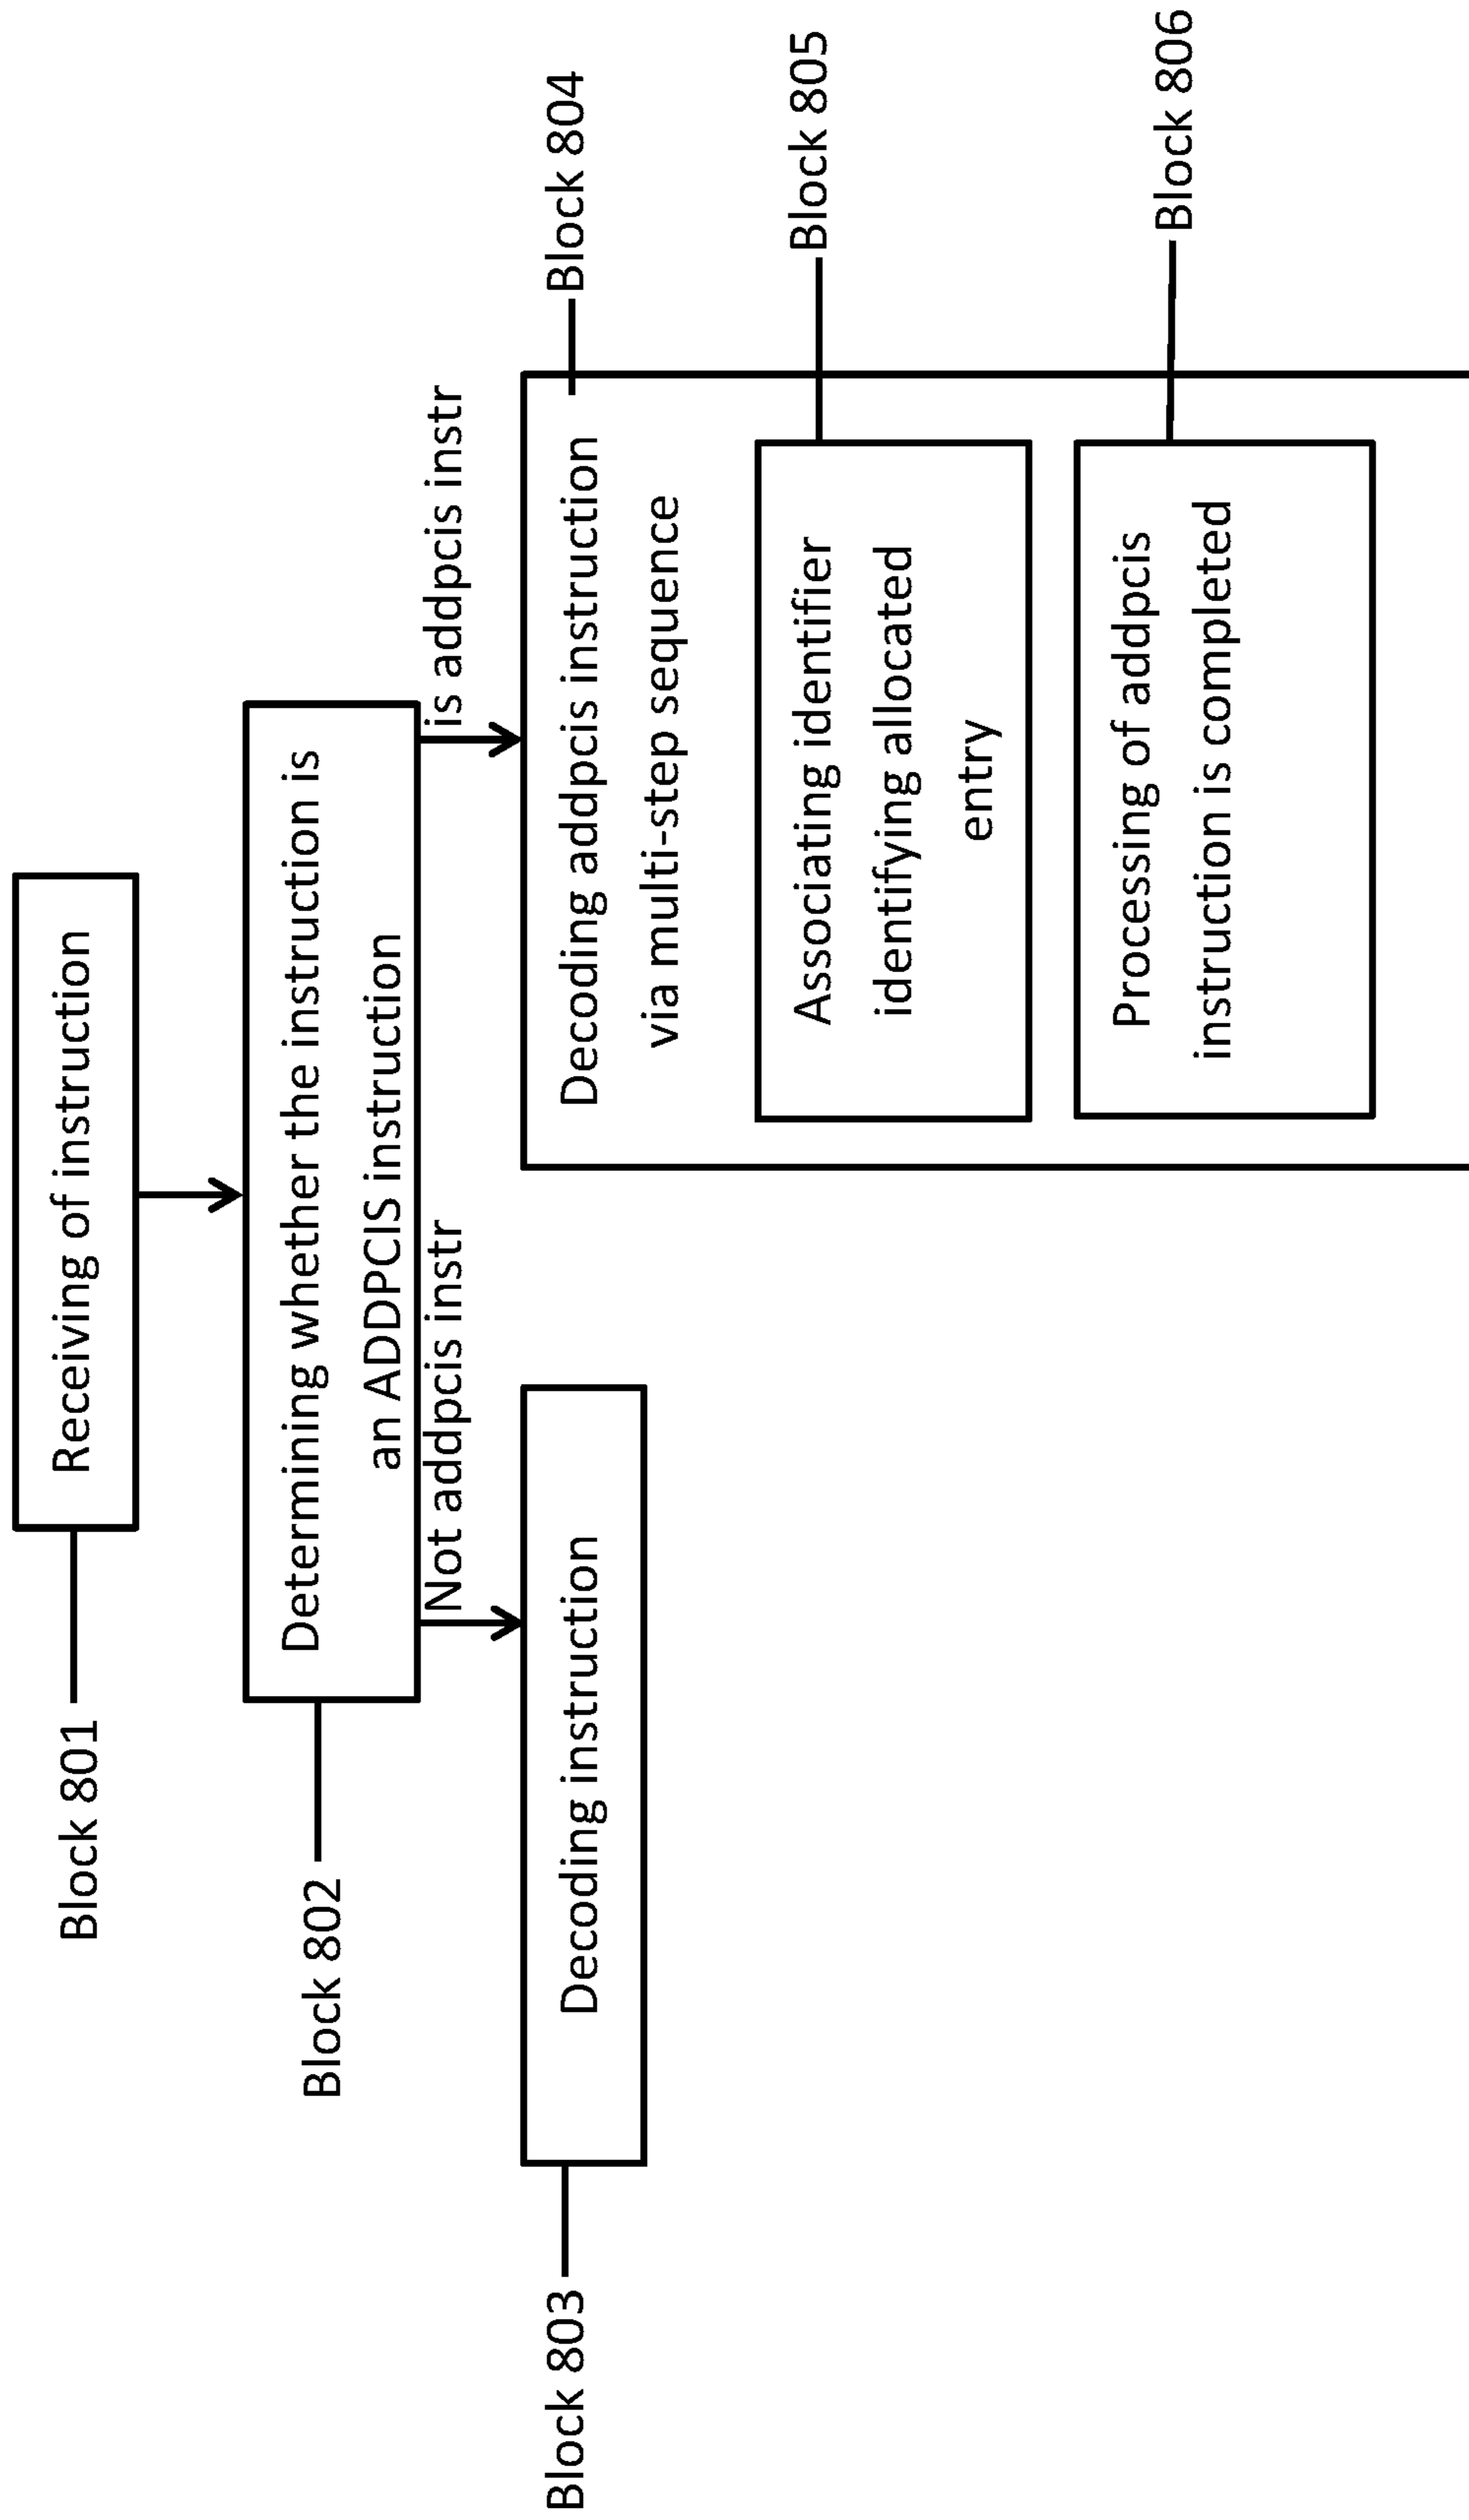 Block 801
Receiving of instruction
Block 802
Determining whether the instruction is
an ADDPCIS instruction
Not addpcis instr
is addpcis instr
Block 803
Decoding instruction
Decoding addpcis instruction
via multi-step sequence
Block 804
Associating identifier
identifying allocated
entry
Block 805
Processing of addpcis
instruction is completed
Block 806